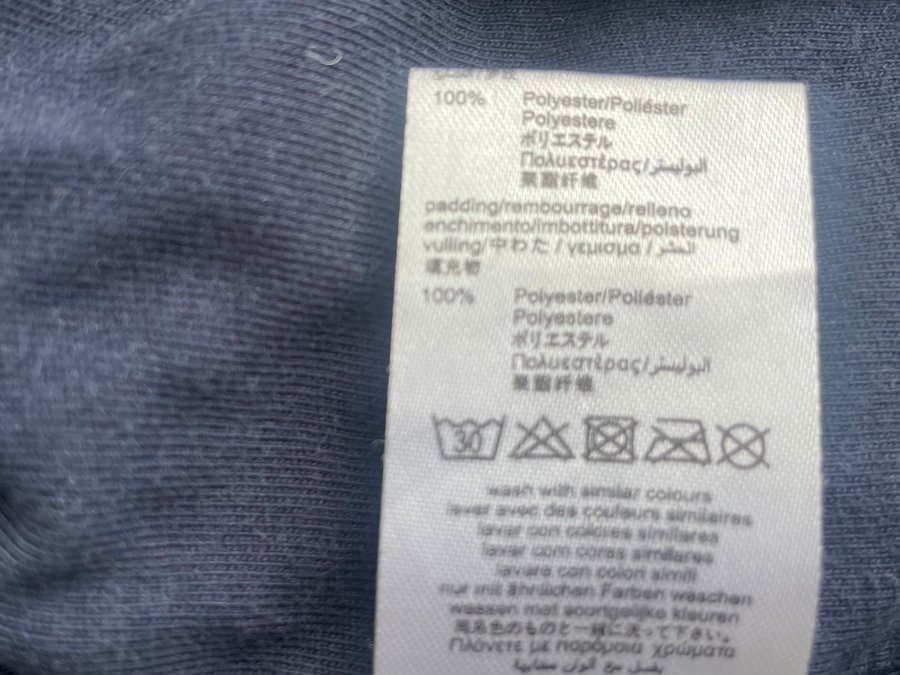 100% Polyester/Poliéster
Polyestere
ポリエステル
Πολυεστέρας/البوليستر
聚酯纤维
padding/rembourrage/relleno
enchimento/imbottitura/polsterung
vulling/中わた / γεμισμα / الحشو
填充物
100% Polyester/Poliéster
Polyestere
ポリエステル
Πολυεστέρας/البوليستر
聚酯纤维
30
wash with similar colours
laver avec des couleurs similaires
lavar con colores similares
lavar com cores similares
lavare con colori simili
nur mit ähnlichen Farben waschen
wassen met soortgelijke kleuren
同系色のものと一緒に洗って下さい。
Πλένετε με παρόμοια χρώματα
يغسل مع ألوان مشابهة